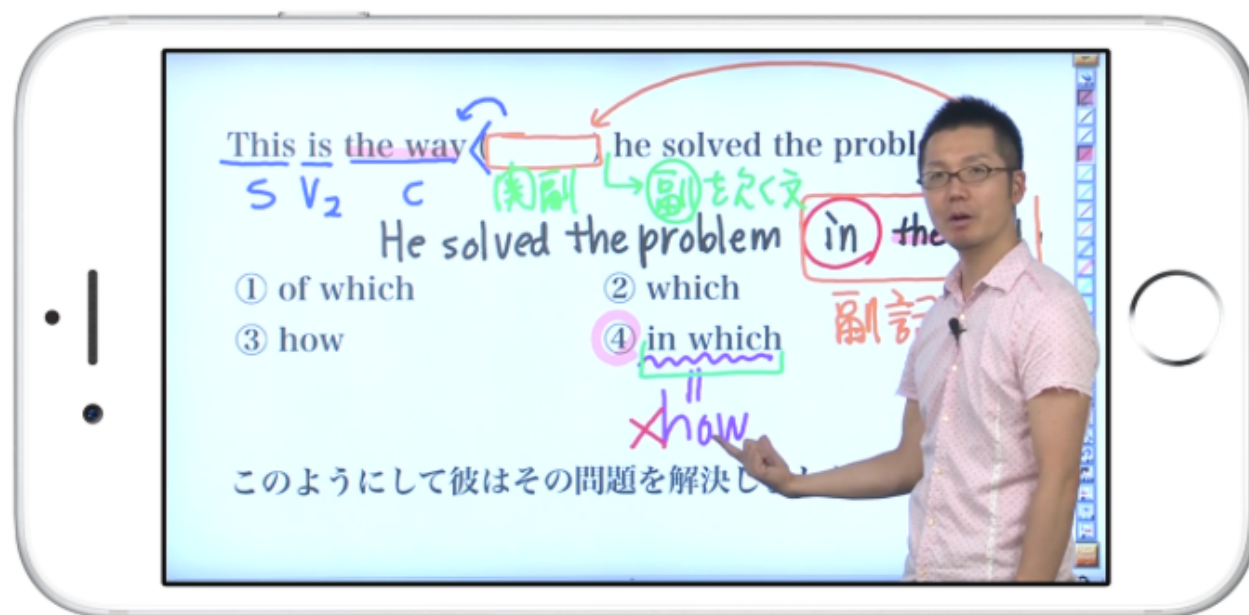 This is the way (          ) he solved the
S V₂ C 関副 副を欠く文
He solved the problem in the
① of which ② which
③ how ④ in which
副詞
||
×how
このようにして彼はその問題を解決し